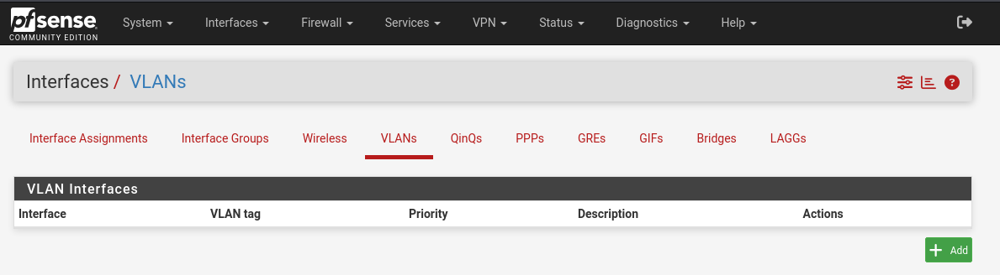 pfsense System Interfaces Firewall Services VPN Status Diagnostics Help
COMMUNITY EDITION
Interfaces / VLANs
Interface Assignments Interface Groups Wireless VLANs QinQs PPPs GREs GIFs Bridges LAGGs
VLAN Interfaces
Interface VLAN tag Priority Description Actions
Add